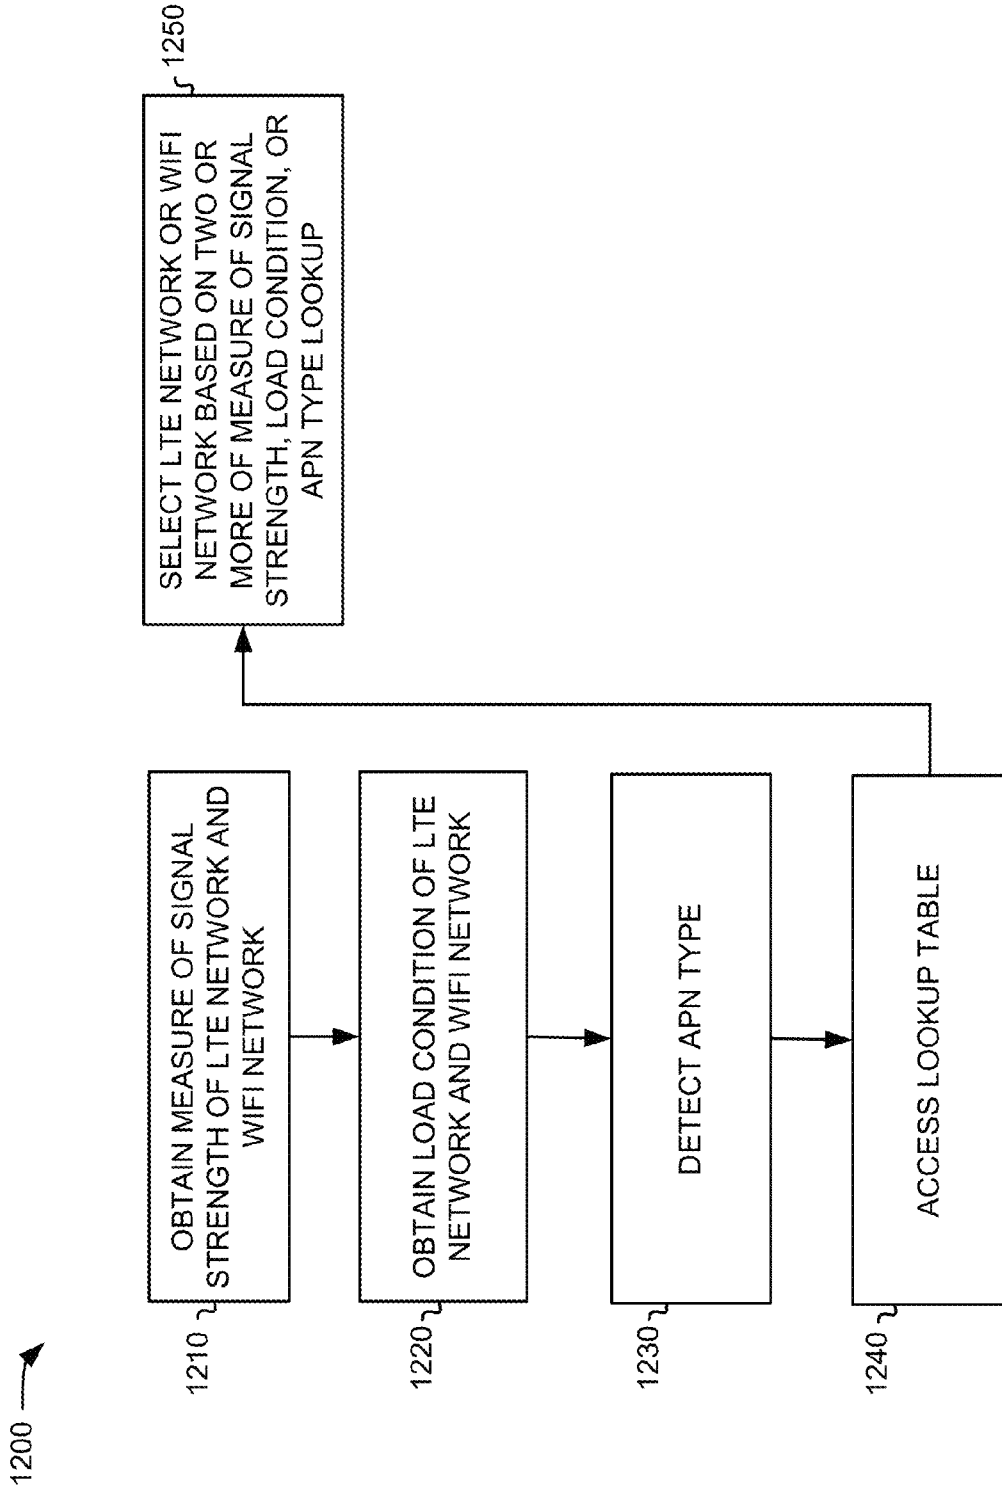 1200
1210
OBTAIN MEASURE OF SIGNAL
STRENGTH OF LTE NETWORK AND
WIFI NETWORK
1220
OBTAIN LOAD CONDITION OF LTE
NETWORK AND WIFI NETWORK
1230
DETECT APN TYPE
1240
ACCESS LOOKUP TABLE
1250
SELECT LTE NETWORK OR WIFI
NETWORK BASED ON TWO OR
MORE OF MEASURE OF SIGNAL
STRENGTH, LOAD CONDITION, OR
APN TYPE LOOKUP